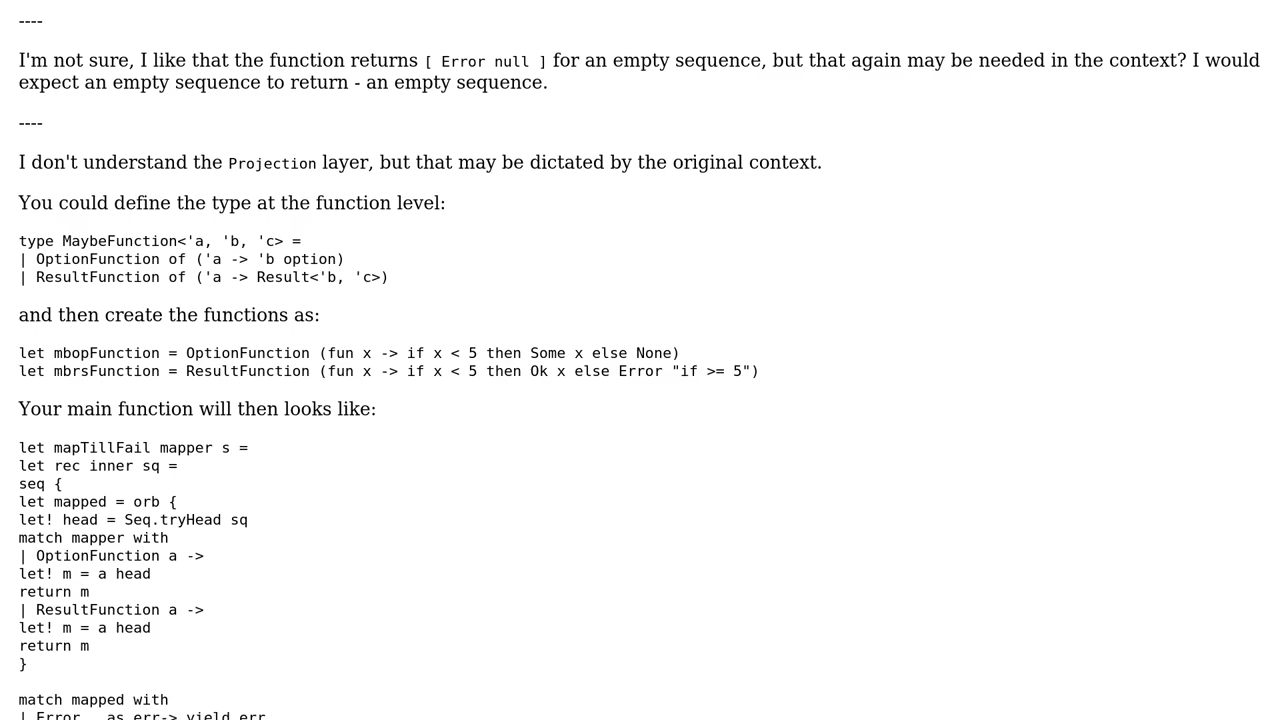 ----
I'm not sure, I like that the function returns [ Error null ] for an empty sequence, but that again may be needed in the context? I would
expect an empty sequence to return - an empty sequence.
----
I don't understand the Projection layer, but that may be dictated by the original context.
You could define the type at the function level:
type MaybeFunction<'a, 'b, 'c> =
| OptionFunction of ('a -> 'b option)
| ResultFunction of ('a -> Result<'b, 'c>)
and then create the functions as:
let mbopFunction = OptionFunction (fun x -> if x < 5 then Some x else None)
let mbrsFunction = ResultFunction (fun x -> if x < 5 then Ok x else Error "if >= 5")
Your main function will then looks like:
let mapTillFail mapper s =
let rec inner sq =
seq {
let mapped = orb {
let! head = Seq.tryHead sq
match mapper with
| OptionFunction a ->
let! m = a head
return m
| ResultFunction a ->
let! m = a head
return m
}
match mapped with
| Error _ as err-> yield err